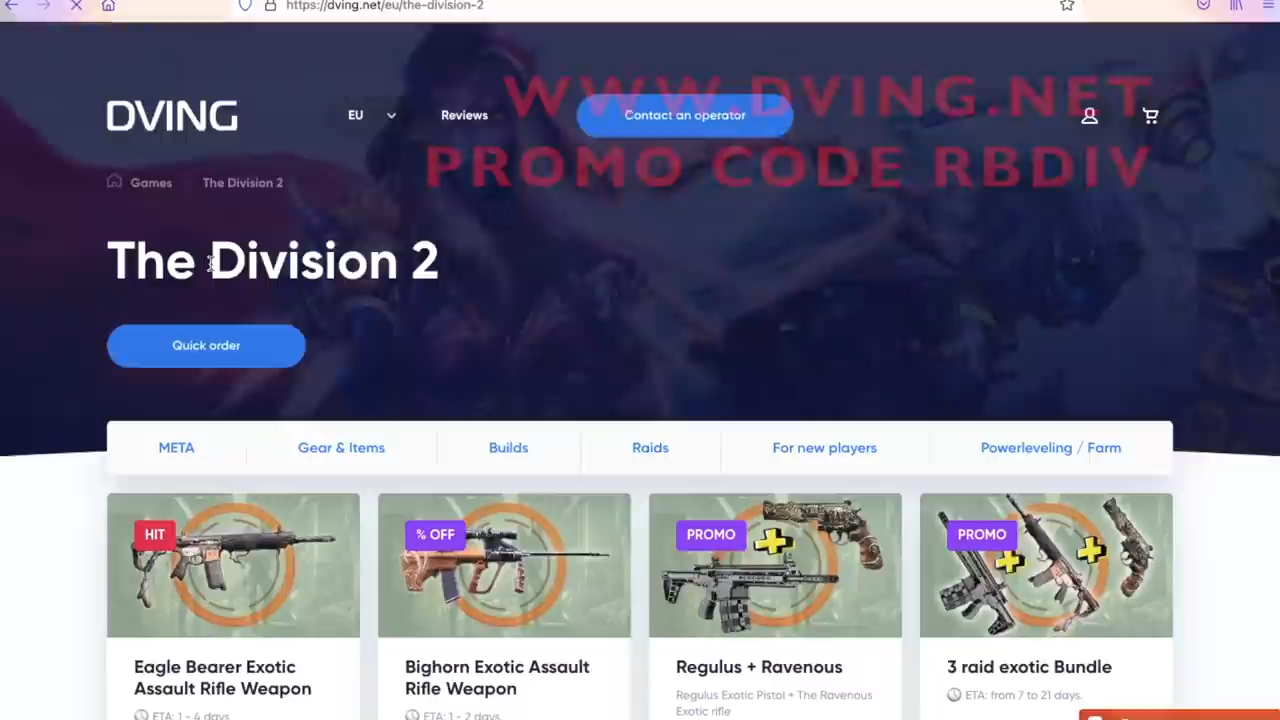 https://dving.net/eu/the-division-2
WWW.DVING.NET
DVING
EU
Reviews
Contact an operator
PROMO CODE RBDIV
Games
The Division 2
The Division 2
Quick order
META
Gear & Items
Builds
Raids
For new players
Powerleveling / Farm
HIT
% OFF
PROMO
PROMO
Eagle Bearer Exotic
Assault Rifle Weapon
ETA: 1 - 4 days.
Bighorn Exotic Assault
Rifle Weapon
ETA: 1 - 2 days.
Regulus + Ravenous
Regulus Exotic Pistol + The Ravenous
Exotic rifle
3 raid exotic Bundle
ETA: from 7 to 21 days.